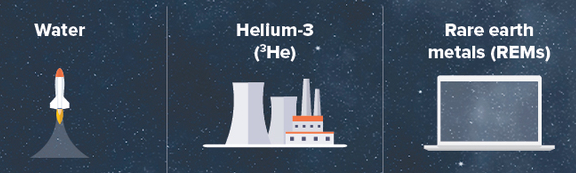 Water
Helium-3
(³He)
Rare earth
metals (REMs)